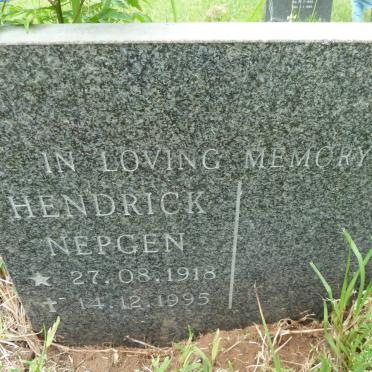 IN LOVING MEMORY
HENDRICK
NEPGEN
27.08.1918
14.12.1995